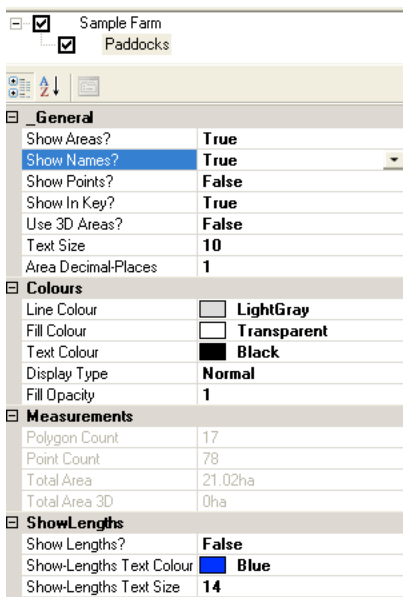 Sample Farm
Paddocks
_General
Show Areas? True
Show Names? True
Show Points? False
Show In Key? True
Use 3D Areas? False
Text Size 10
Area Decimal-Places 1
Colours
Line Colour LightGray
Fill Colour Transparent
Text Colour Black
Display Type Normal
Fill Opacity 1
Measurements
Polygon Count 17
Point Count 78
Total Area 21.02ha
Total Area 3D 0ha
ShowLengths
Show Lengths? False
Show-Lengths Text Colour Blue
Show-Lengths Text Size 14